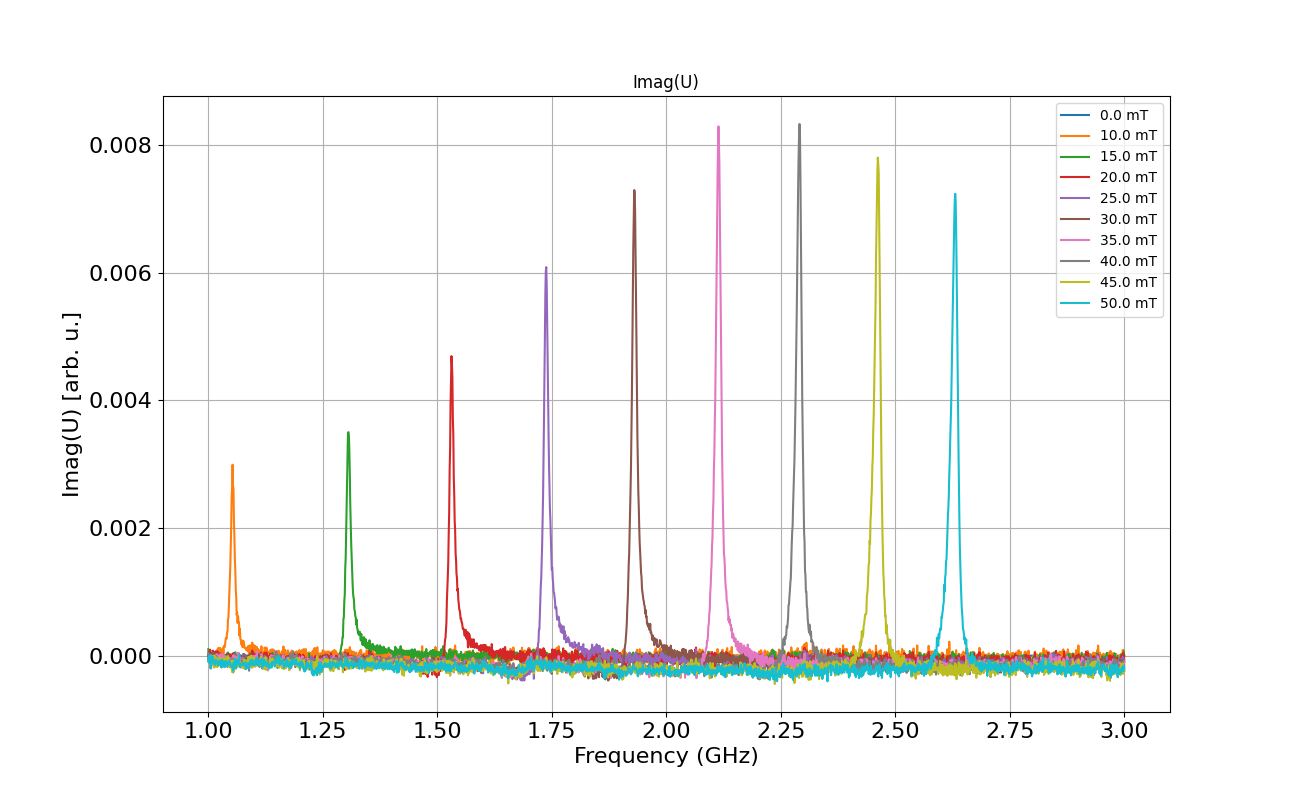 Imag(U)
0.0 mT
10.0 mT
15.0 mT
20.0 mT
25.0 mT
30.0 mT
35.0 mT
40.0 mT
45.0 mT
50.0 mT
0.008
0.006
0.004
0.002
0.000
Imag(U) [arb. u.]
1.00 1.25 1.50 1.75 2.00 2.25 2.50 2.75 3.00
Frequency (GHz)